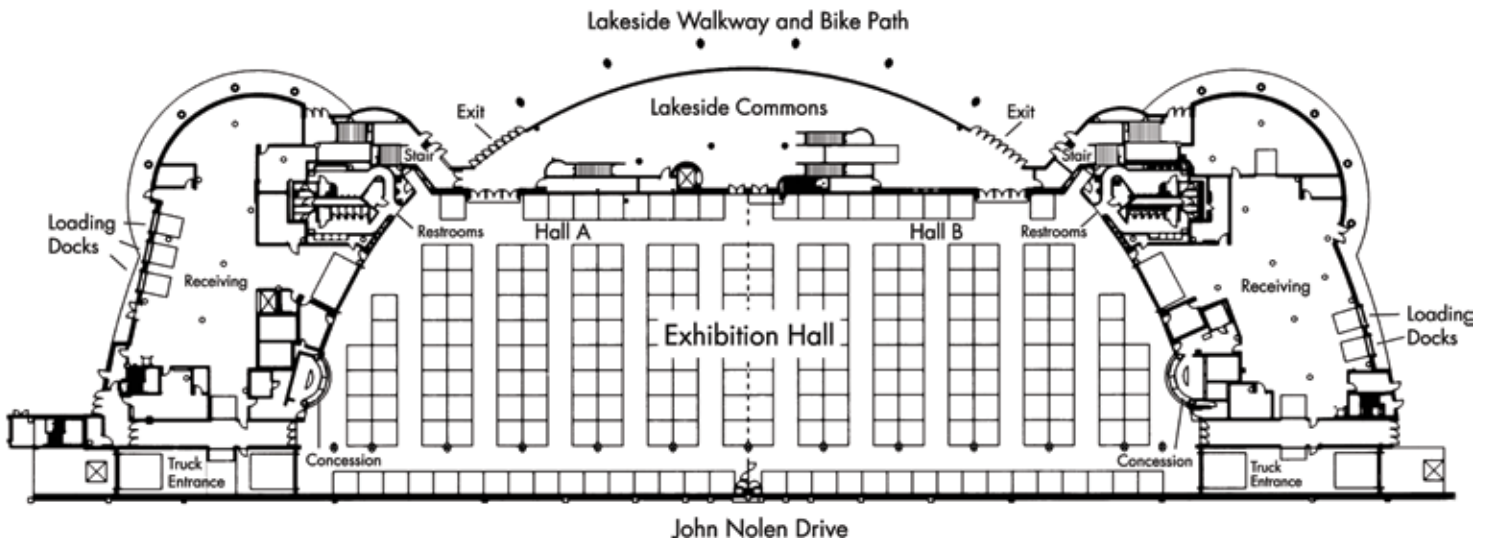 Lakeside Walkway and Bike Path
Exit
Lakeside Commons
Exit
Stair
Stair
Loading
Docks
Restrooms
Hall A
Hall B
Restrooms
Receiving
Receiving
Loading
Docks
Exhibition Hall
Concession
Concession
Truck
Entrance
Truck
Entrance
John Nolen Drive